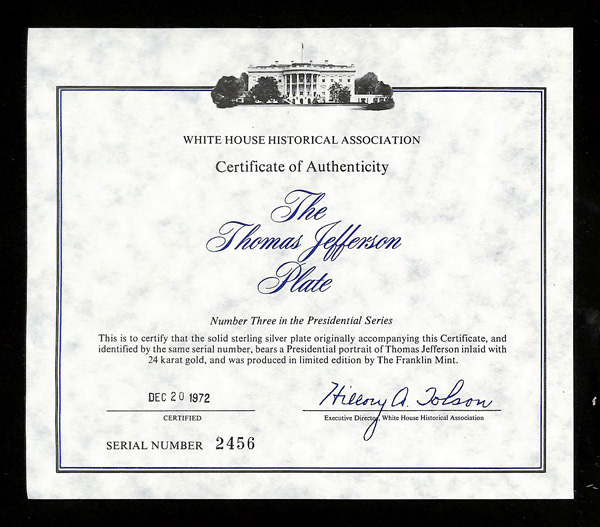 WHITE HOUSE HISTORICAL ASSOCIATION
Certificate of Authenticity
The
Thomas Jefferson
Plate
Number Three in the Presidential Series
This is to certify that the solid sterling silver plate originally accompanying this Certificate, and
identified by the same serial number, bears a Presidential portrait of Thomas Jefferson inlaid with
24 karat gold, and was produced in limited edition by The Franklin Mint.
DEC 20 1972
CERTIFIED
Hillory A. Tolson
Executive Director, White House Historical Association
SERIAL NUMBER 2456